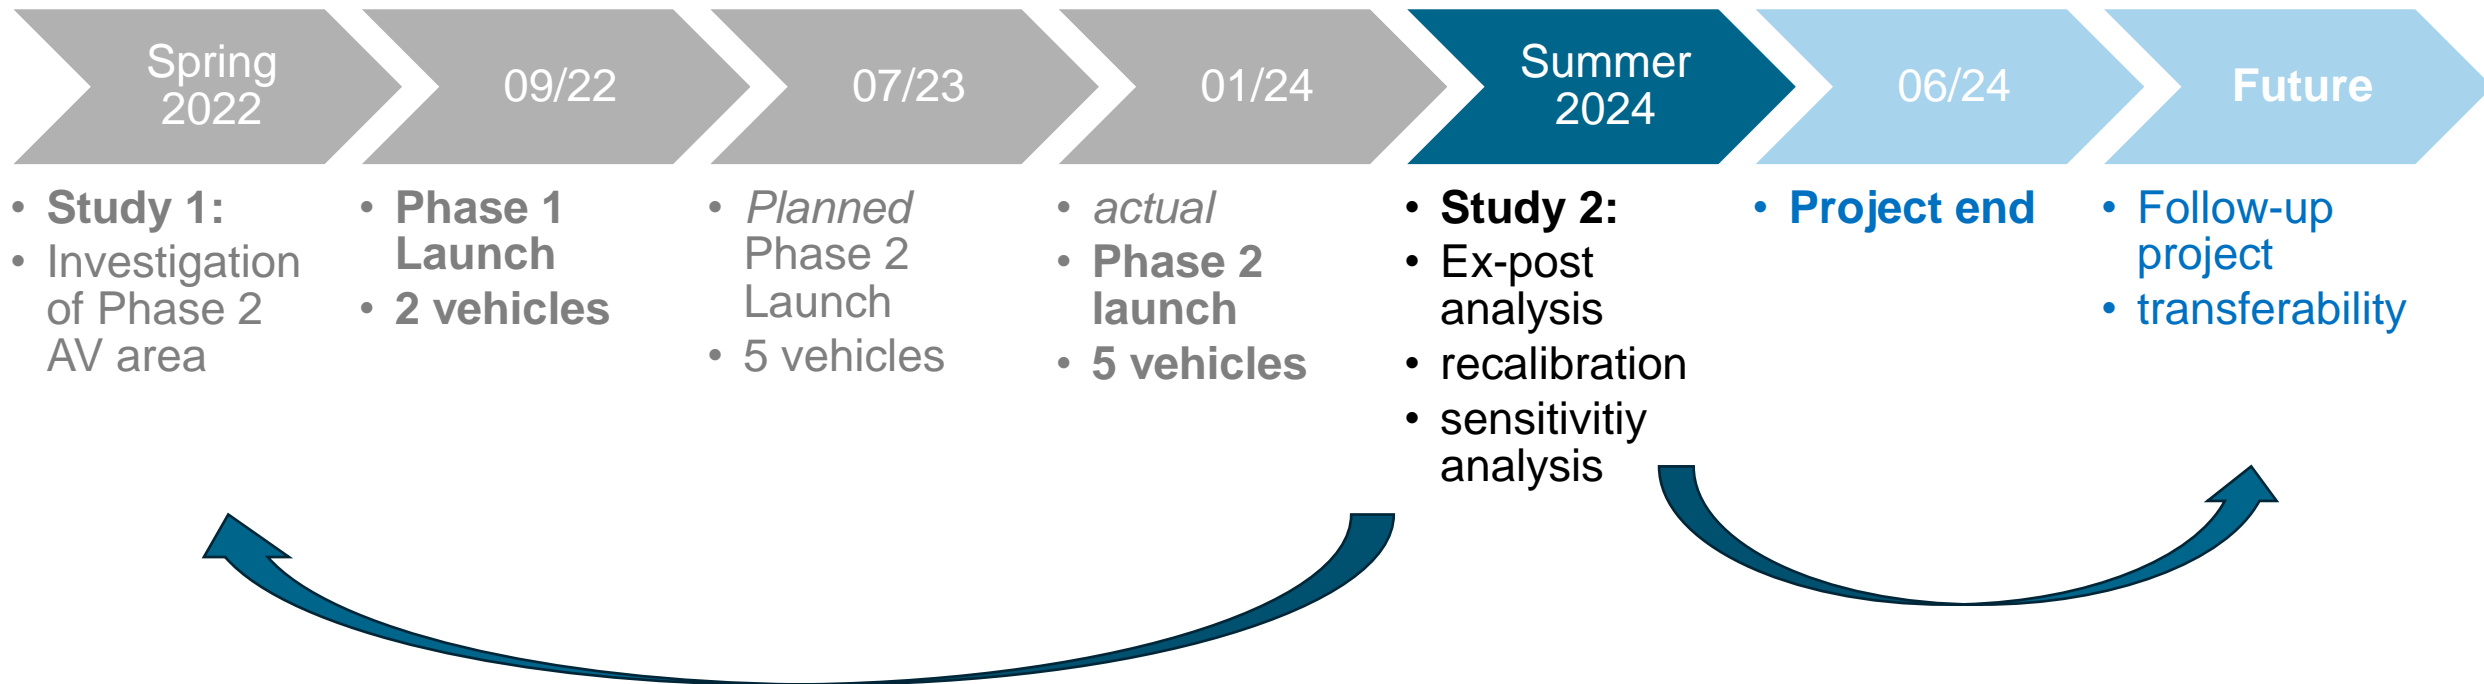 Spring
2022
09/22
07/23
01/24
Summer
2024
06/24
Future
• Study 1:
• Investigation
of Phase 2
AV area
• Phase 1
Launch
• 2 vehicles
• Planned
Phase 2
Launch
• 5 vehicles
• actual
• Phase 2
launch
• 5 vehicles
• Study 2:
• Ex-post
analysis
• recalibration
• sensitivitiy
analysis
• Project end
• Follow-up
project
• transferability